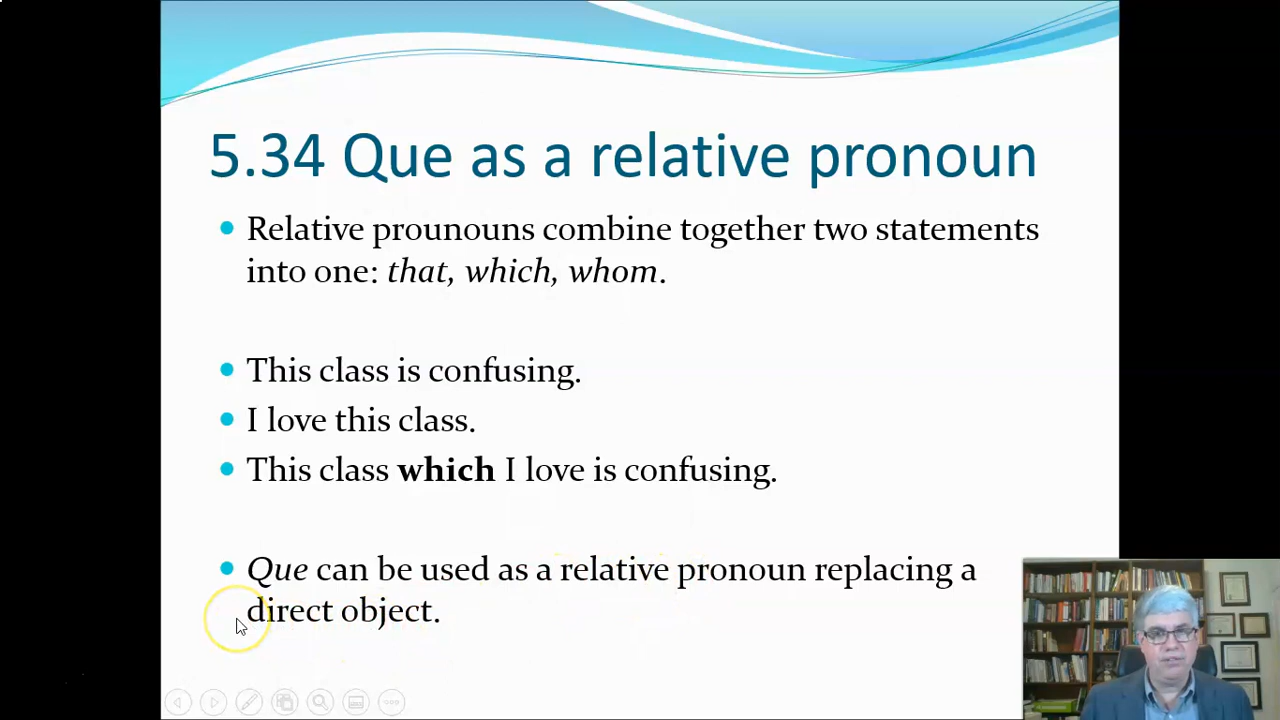 5.34 Que as a relative pronoun
Relative prounouns combine together two statements
into one: that, which, whom.
This class is confusing.
I love this class.
This class which I love is confusing.
Que can be used as a relative pronoun replacing a
direct object.